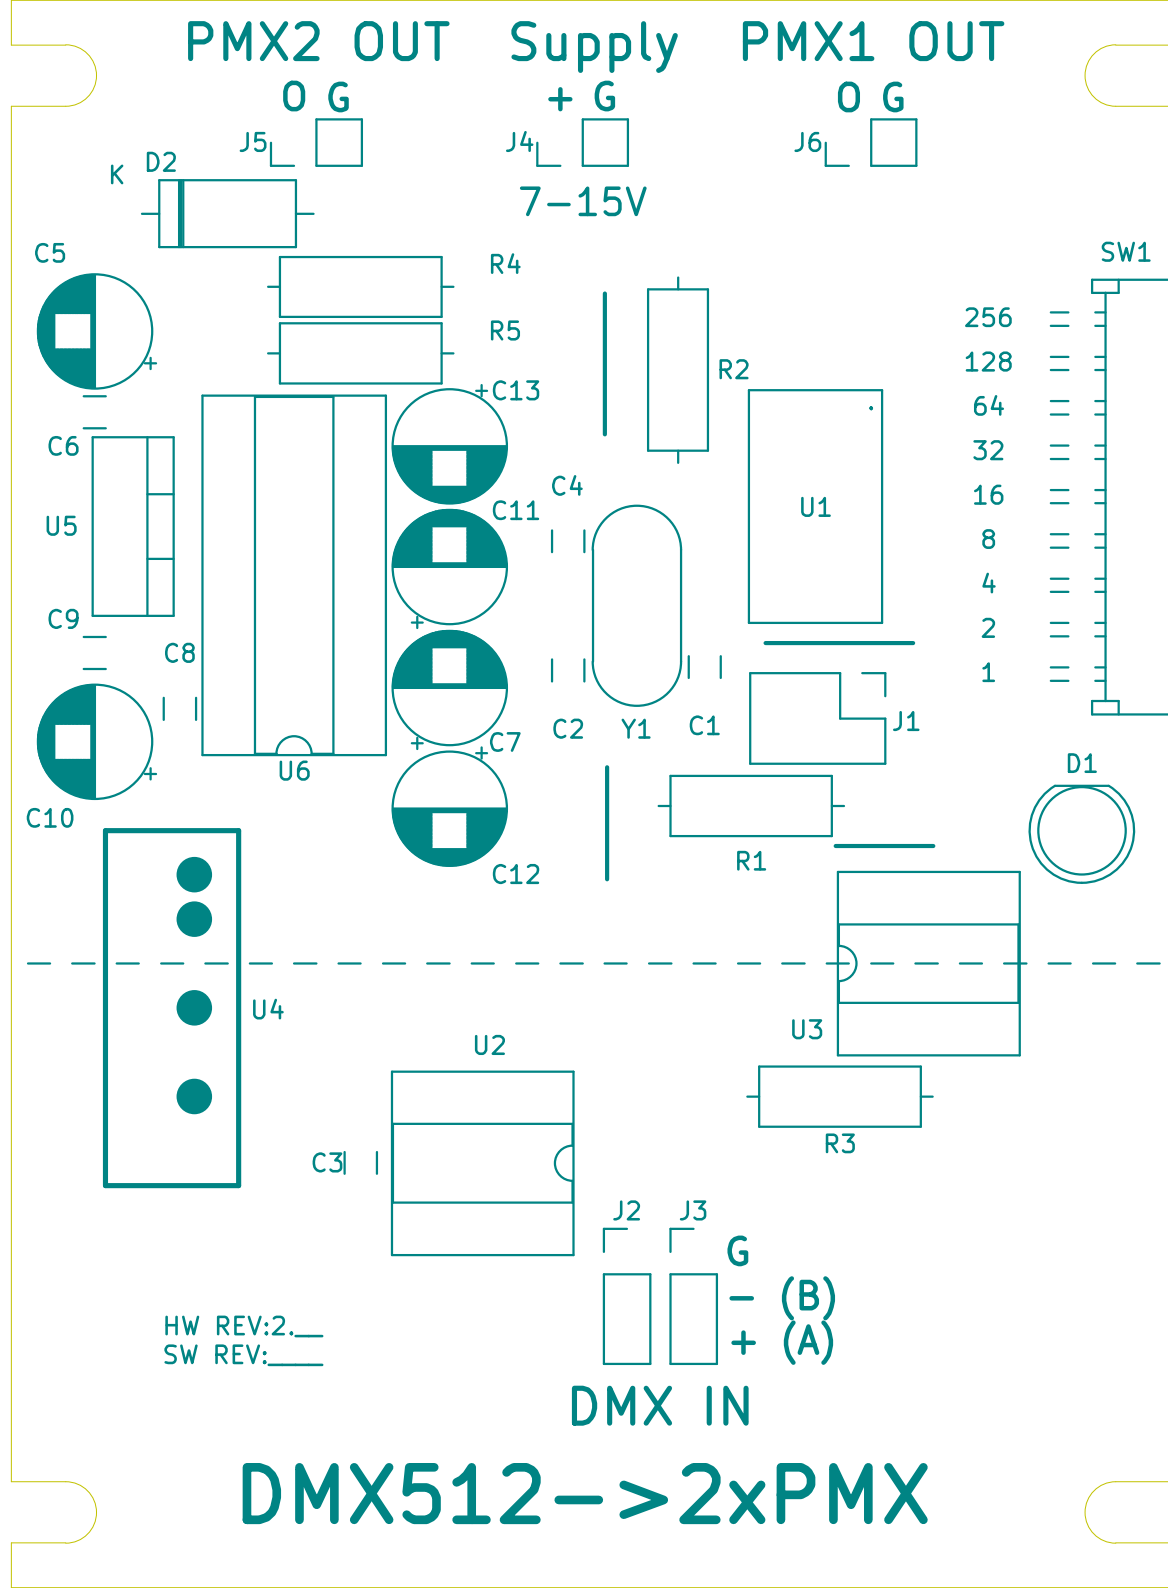 PMX2 OUT Supply PMX1 OUT
O G + G O G
J5 J4 J6
K D2
7-15V
C5 SW1
R4
256
R5
128
R2
C13
64
C6 32
C4
16
C11 U1
U5
8
4
C9 2
C8
1
C2 Y1 C1 J1
C7
U6 D1
C10
R1
C12
U4
U3
U2
R3
C3
J2 J3
G
- (B)
HW REV:2.__
+ (A)
SW REV:____
DMX IN
DMX512->2xPMX